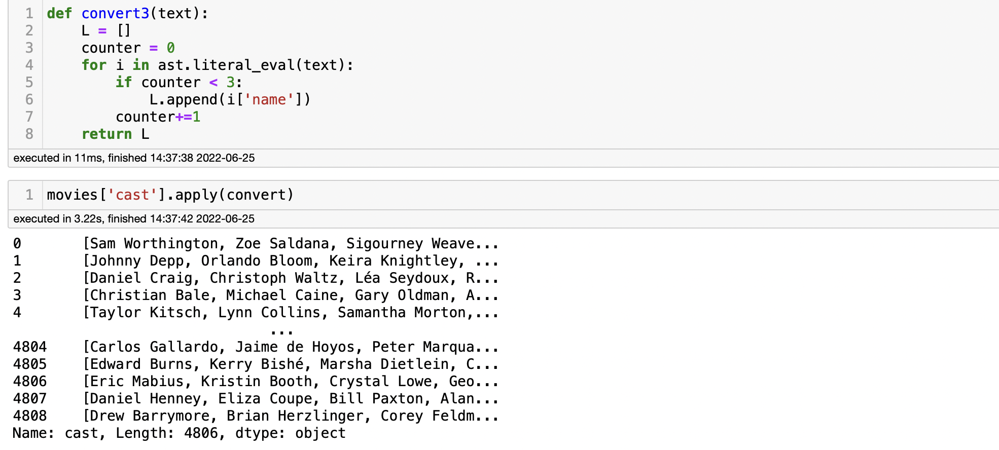 1 def convert3(text):
2     L = []
3     counter = 0
4     for i in ast.literal_eval(text):
5         if counter < 3:
6             L.append(i['name'])
7         counter+=1
8     return L
executed in 11ms, finished 14:37:38 2022-06-25
1 movies['cast'].apply(convert)
executed in 3.22s, finished 14:37:42 2022-06-25
0       [Sam Worthington, Zoe Saldana, Sigourney Weave...
1       [Johnny Depp, Orlando Bloom, Keira Knightley, ...
2       [Daniel Craig, Christoph Waltz, Léa Seydoux, R...
3       [Christian Bale, Michael Caine, Gary Oldman, A...
4       [Taylor Kitsch, Lynn Collins, Samantha Morton,...
                              ...
4804    [Carlos Gallardo, Jaime de Hoyos, Peter Marqua...
4805    [Edward Burns, Kerry Bishé, Marsha Dietlein, C...
4806    [Eric Mabius, Kristin Booth, Crystal Lowe, Geo...
4807    [Daniel Henney, Eliza Coupe, Bill Paxton, Alan...
4808    [Drew Barrymore, Brian Herzlinger, Corey Feldm...
Name: cast, Length: 4806, dtype: object